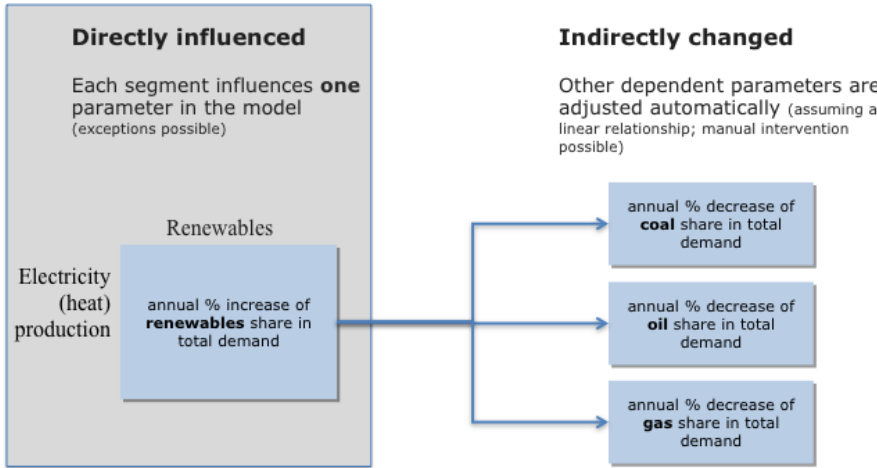 Directly influenced
Each segment influences one
parameter in the model
(exceptions possible)
Renewables
Electricity
(heat)
production
annual % increase of
renewables share in
total demand
Indirectly changed
Other dependent parameters are
adjusted automatically (assuming a
linear relationship; manual intervention
possible)
annual % decrease of
coal share in total
demand
annual % decrease of
oil share in total
demand
annual % decrease of
gas share in total
demand